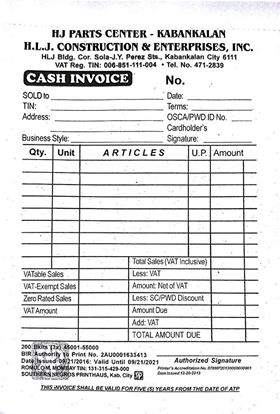 HJ PARTS CENTER - KABANKALAN
H.L.J. CONSTRUCTION & ENTERPRISES, INC.
HLJ Bldg. Cor. Sola-J.Y. Perez Sts., Kabankalan City 6111
VAT Reg. TIN: 006-851-111-004 • Tel. No. 471-2839
CASH INVOICE No.
SOLD to Date:
TIN: Terms:
Address: OSCA/PWD ID No.
Cardholder's
Business Style: Signature:
Qty. Unit ARTICLES U.P. Amount
Total Sales (VAT Inclusive)
VATable Sales Less: VAT
VAT-Exempt Sales Amount: Net of VAT
Zero Rated Sales Less: SC/PWD Discount
VAT Amount Amount Due
Add: VAT
TOTAL AMOUNT DUE
200 Bklts (3x) 45001-55000
BIR Authority to Print No. 2AU0001633413
Date Issued 09/21/2016: Valid Until 09/21/2021 Authorized Signature
ROMULO M. MOMBAY TIN: 131-315-429-000 Printer's Accreditation No.
SOUTHERN NEGROS PRINTHAUS, Kab. City Date Issued
THIS INVOICE SHALL BE VALID FOR FIVE (5) YEARS FROM THE DATE OF ATP